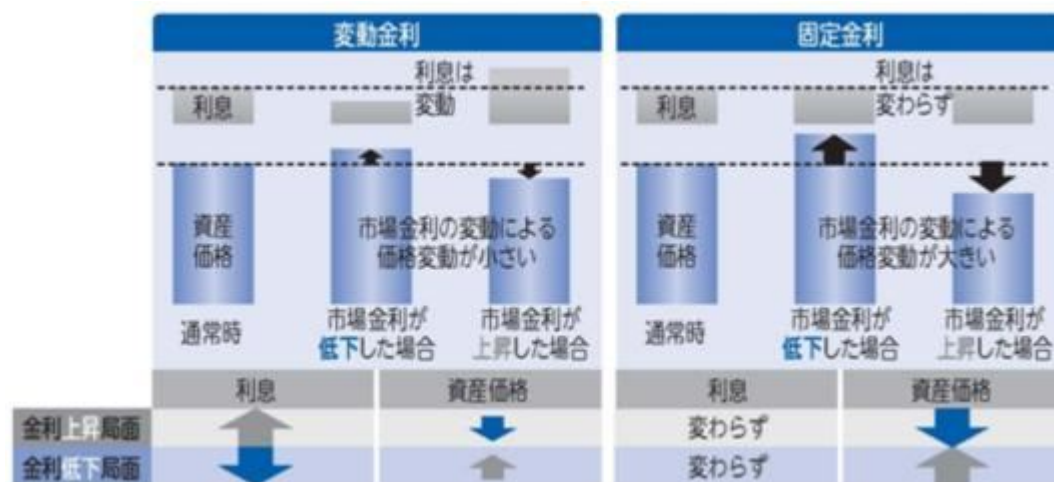 変動金利
利息は
変動
利息
資産
価格
市場金利の変動による
価格変動が小さい
通常時
市場金利が
低下した場合
市場金利が
上昇した場合
固定金利
利息は
変わらず
利息
資産
価格
市場金利の変動による
価格変動が大きい
通常時
市場金利が
低下した場合
市場金利が
上昇した場合
利息 資産価格 利息 資産価格
金利上昇局面 変わらず
金利低下局面 変わらず